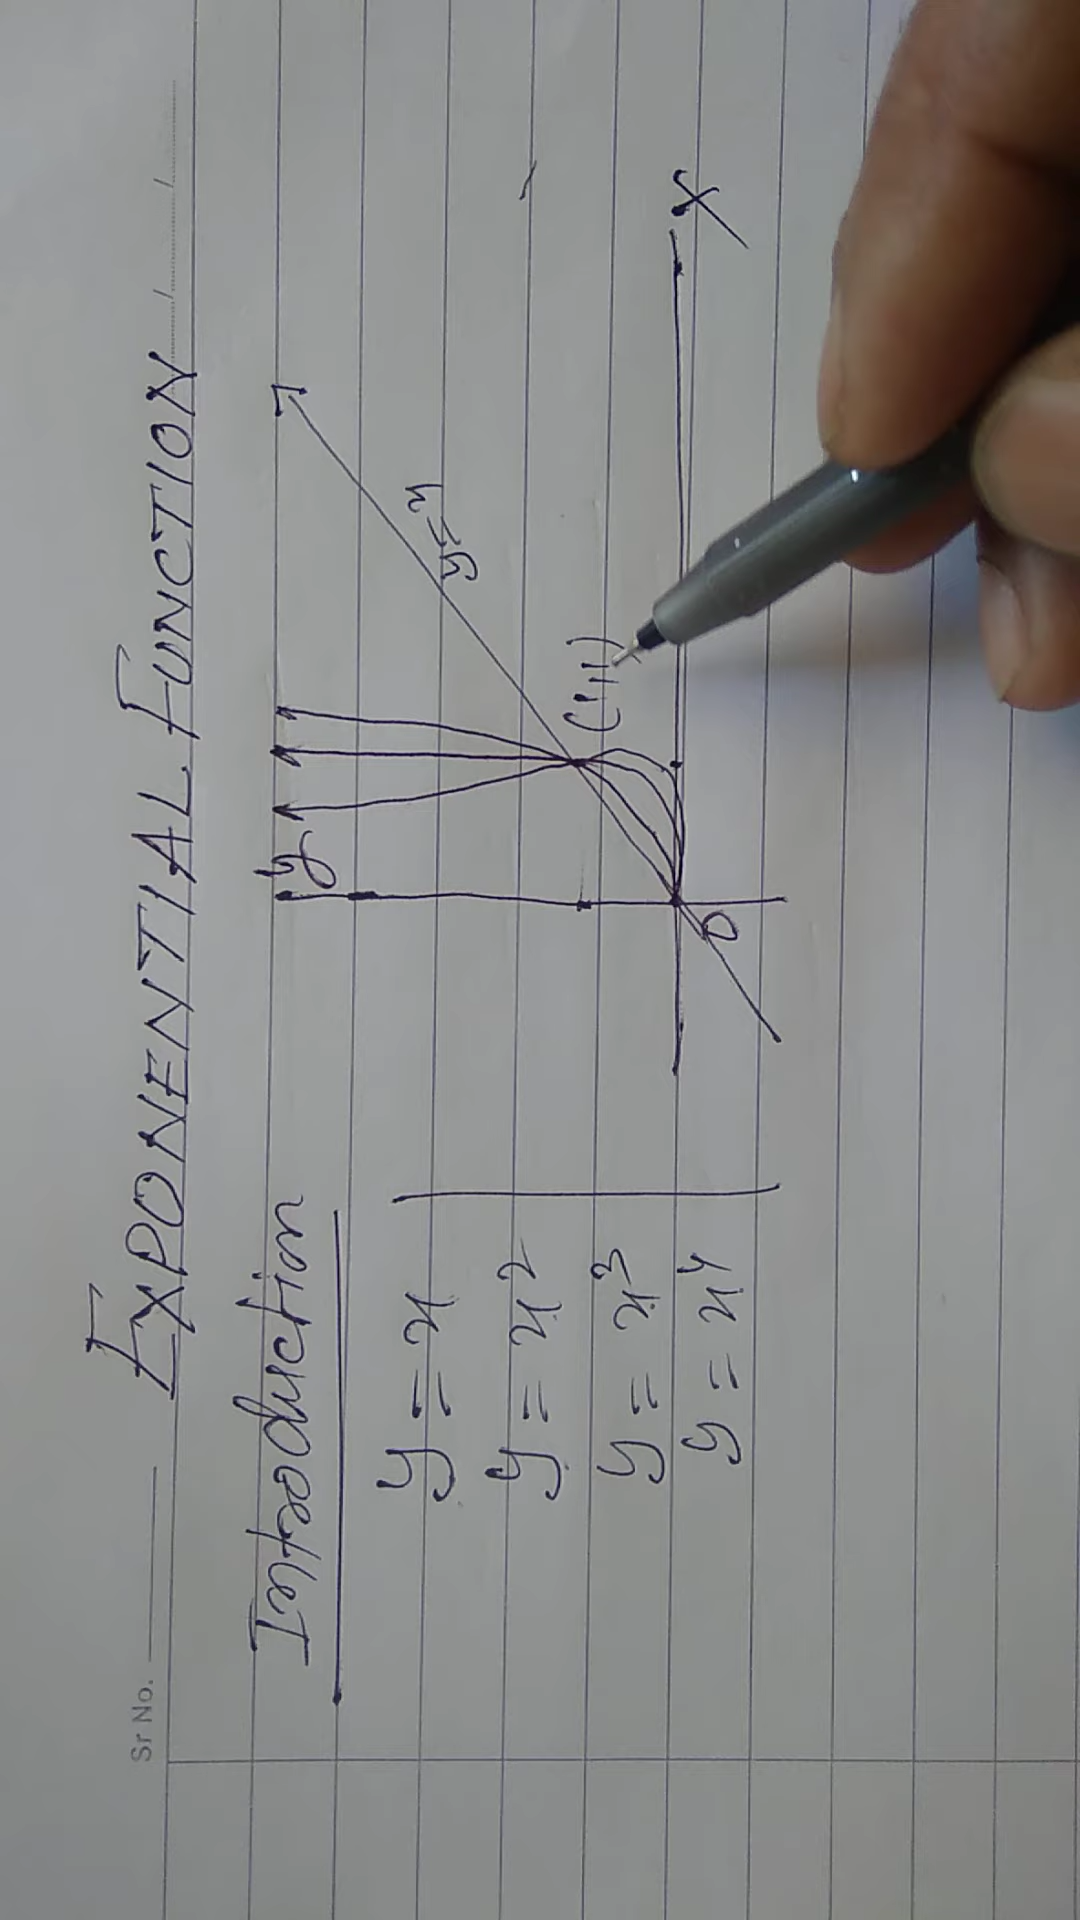 Sr No.
EXPONENTIAL FUNCTION
Introduction
y = x
y = x²
y = x³
y = x⁴
y
y=x
(1,1)
X
O